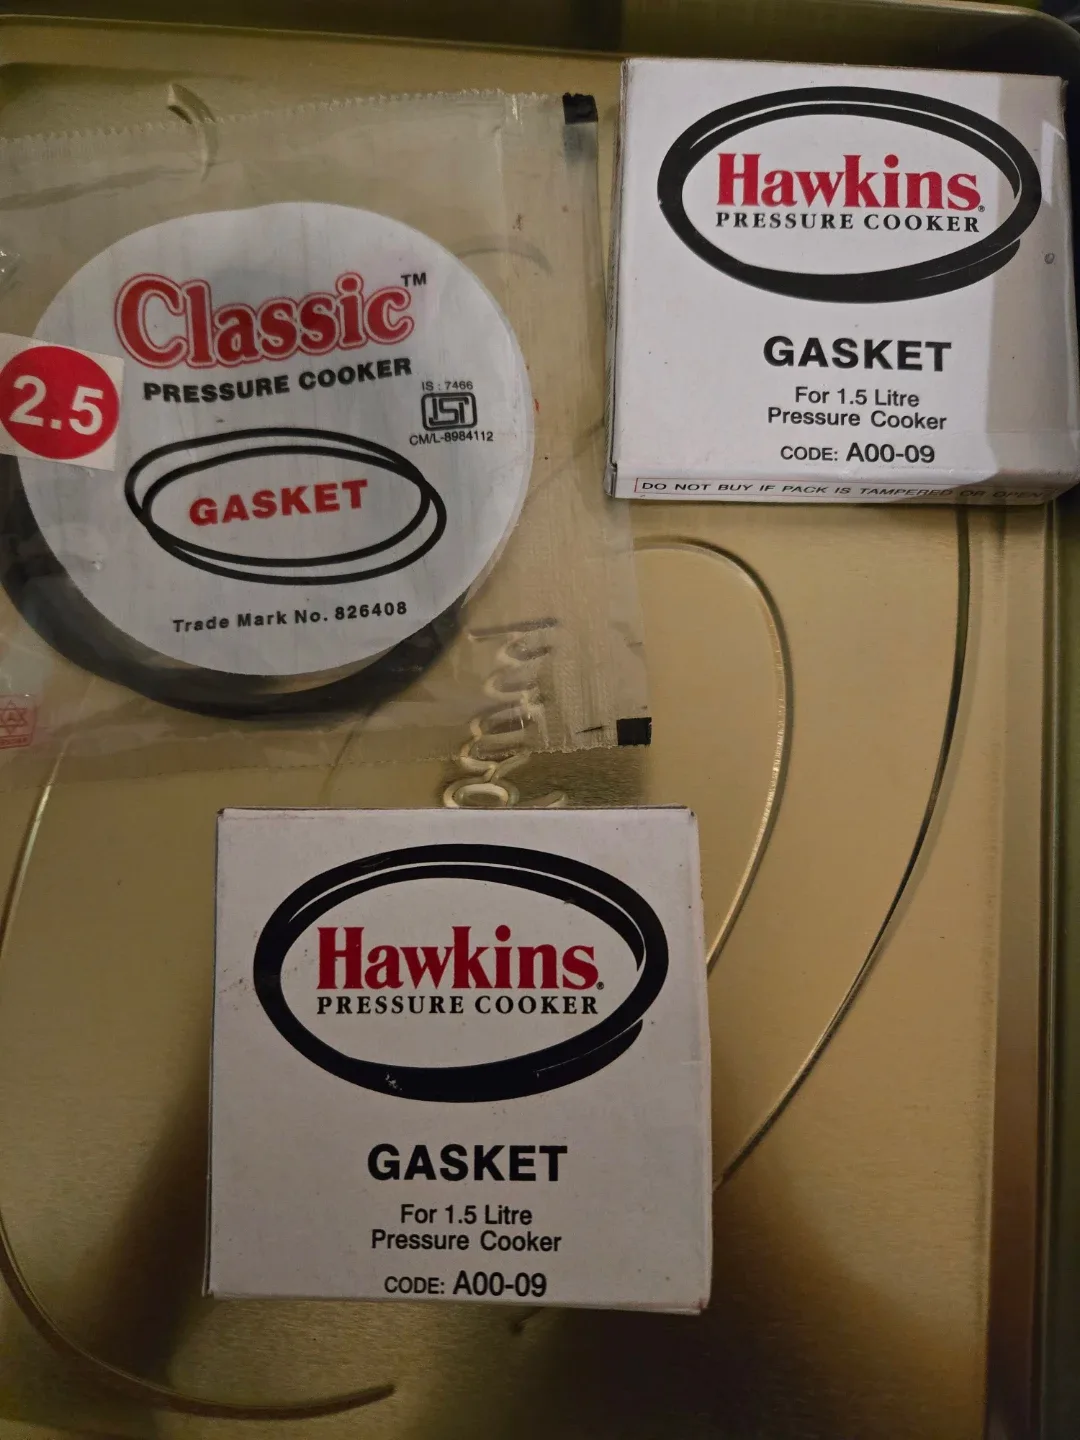 Classic™
PRESSURE COOKER
2.5
IS : 7466
ISI
CM/L-8984112
GASKET
Trade Mark No. 826408
Hawkins®
PRESSURE COOKER
GASKET
For 1.5 Litre
Pressure Cooker
CODE: A00-09
DO NOT BUY IF PACK IS TAMPERED OR OPEN
Hawkins®
PRESSURE COOKER
GASKET
For 1.5 Litre
Pressure Cooker
CODE: A00-09